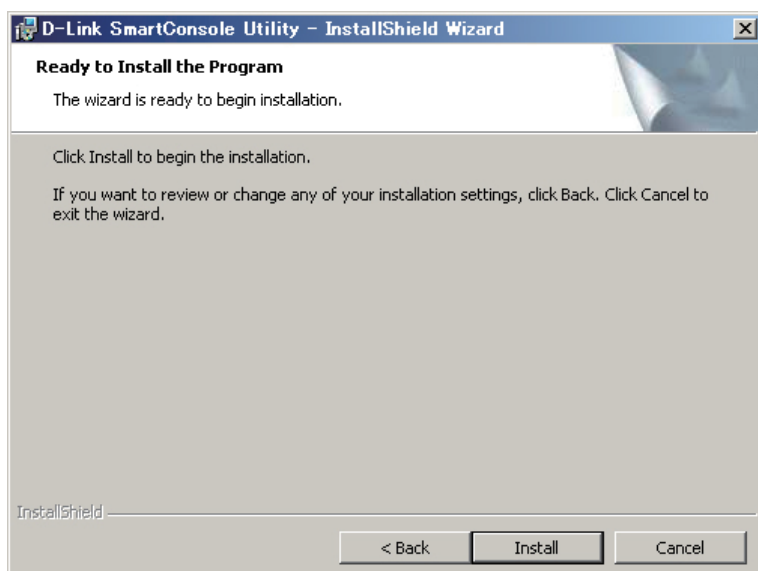 D-Link SmartConsole Utility - InstallShield Wizard
Ready to Install the Program
The wizard is ready to begin installation.
Click Install to begin the installation.
If you want to review or change any of your installation settings, click Back. Click Cancel to
exit the wizard.
InstallShield
< Back Install Cancel